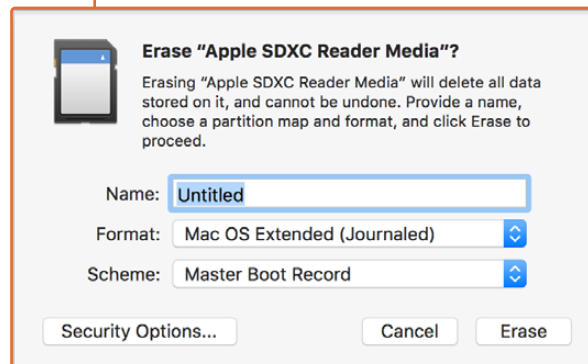 Erase “Apple SDXC Reader Media”?
Erasing “Apple SDXC Reader Media” will delete all data
stored on it, and cannot be undone. Provide a name,
choose a partition map and format, and click Erase to
proceed.
Name: Untitled
Format: Mac OS Extended (Journaled)
Scheme: Master Boot Record
Security Options... Cancel Erase